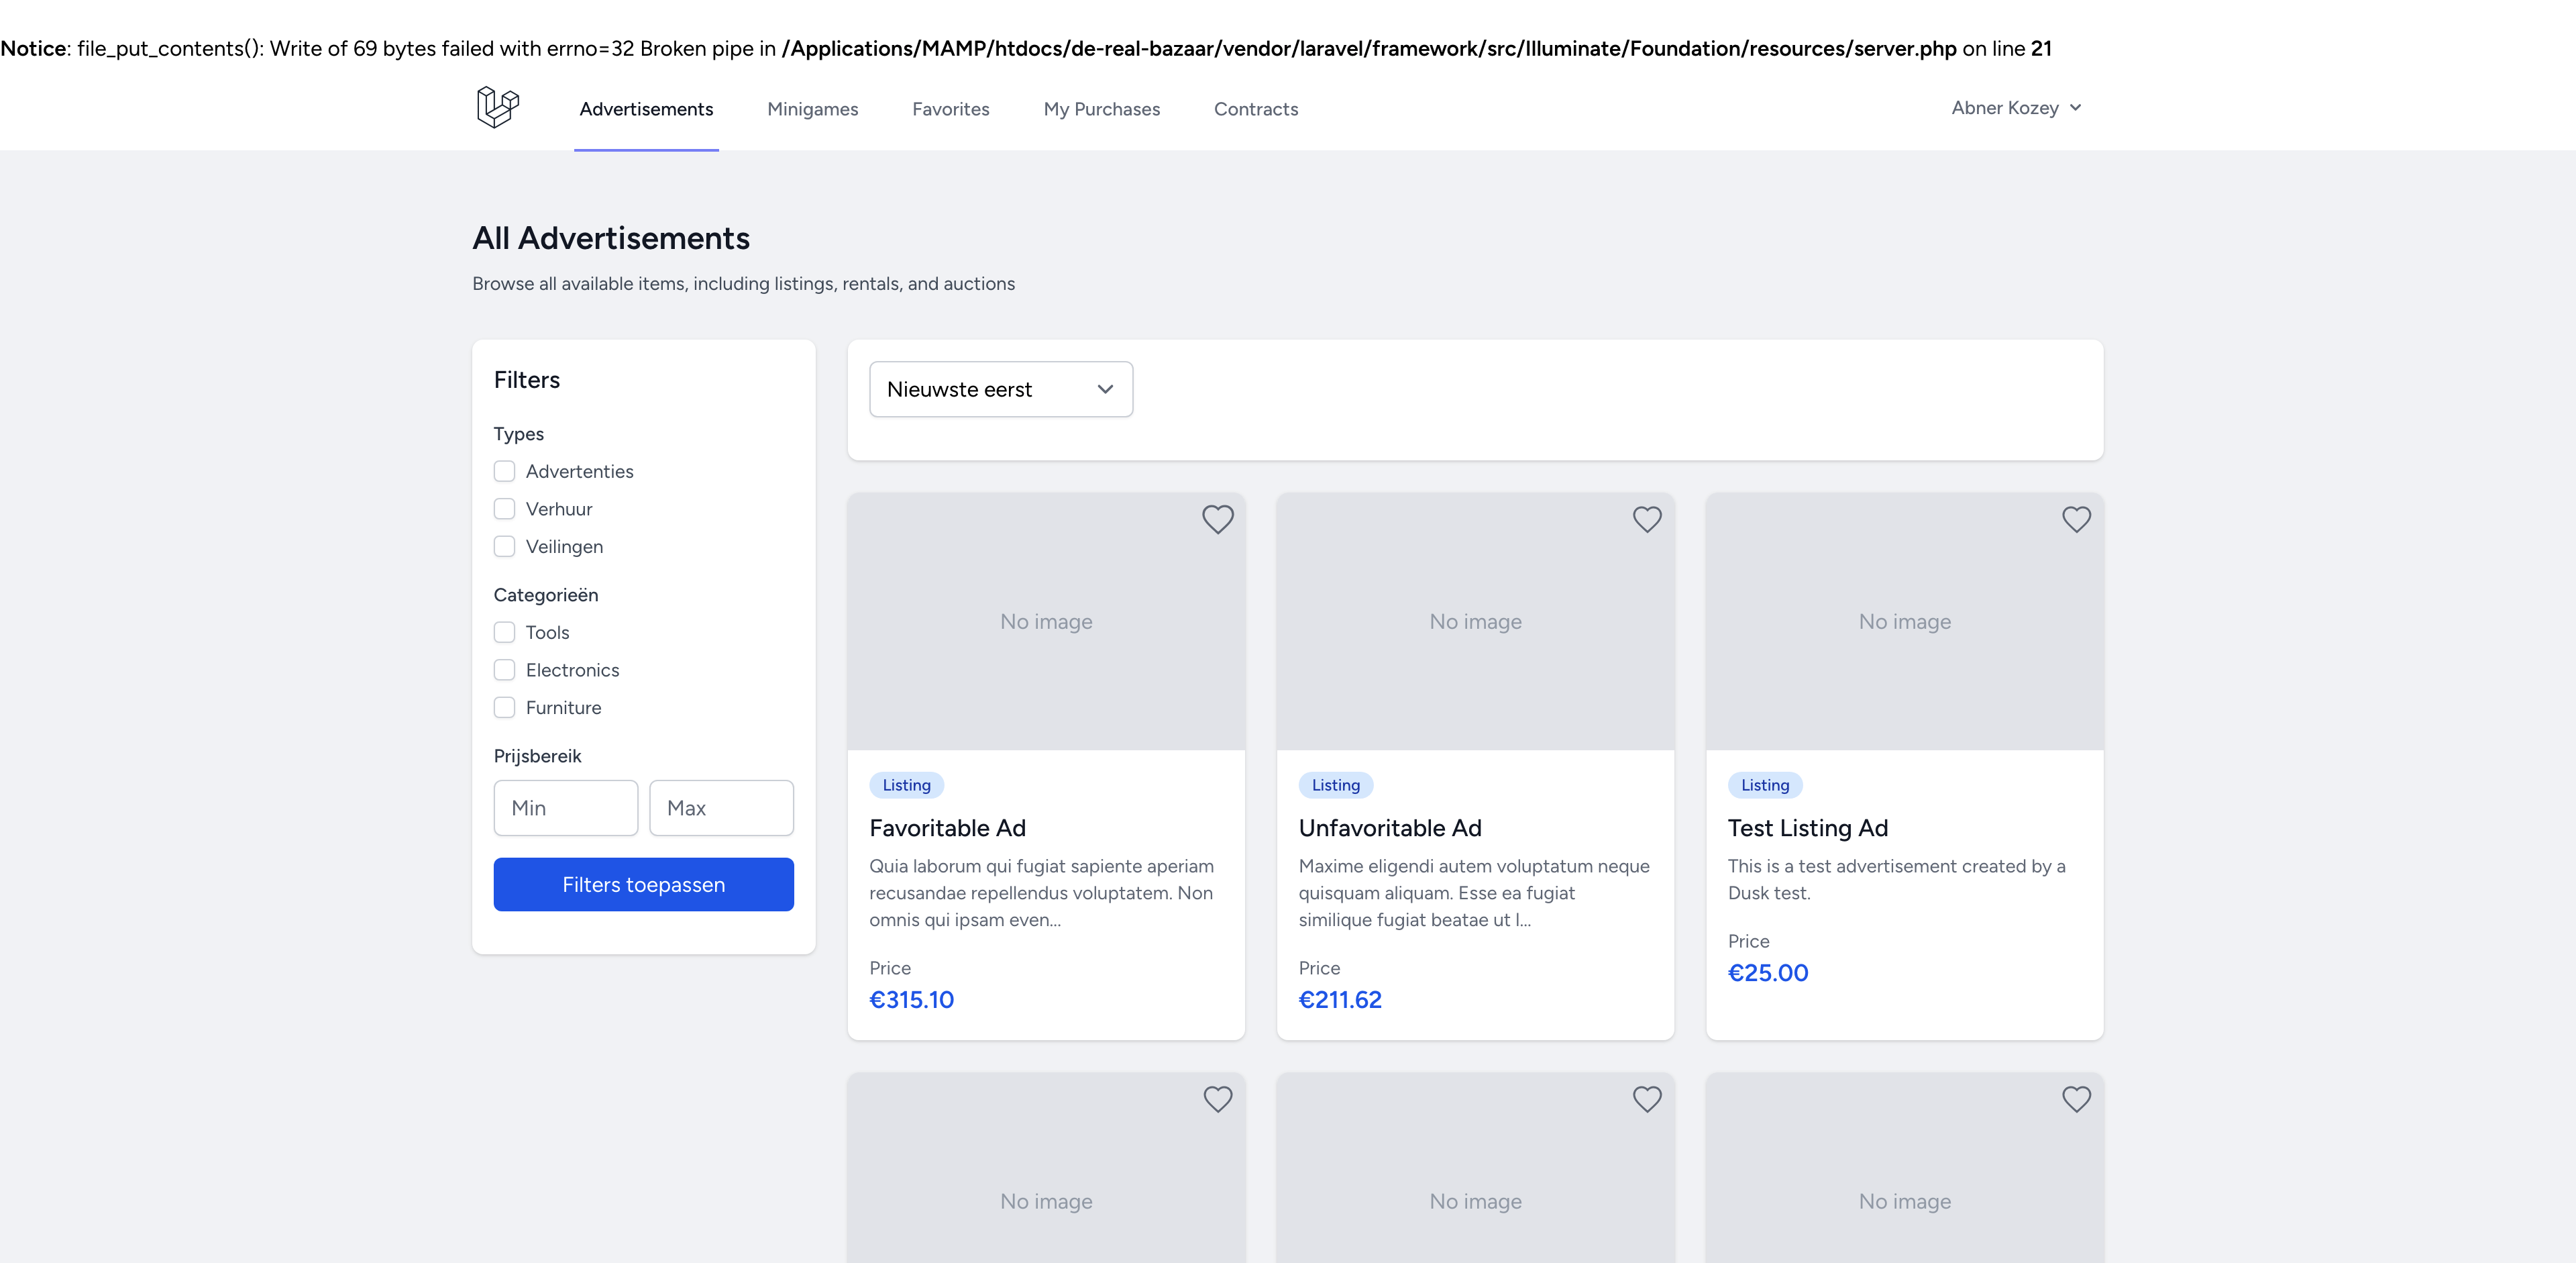 Notice: file_put_contents(): Write of 69 bytes failed with errno=32 Broken pipe in /Applications/MAMP/htdocs/de-real-bazaar/vendor/laravel/framework/src/Illuminate/Foundation/resources/server.php on line 21
Advertisements Minigames Favorites My Purchases Contracts Abner Kozey
All Advertisements
Browse all available items, including listings, rentals, and auctions
Filters
Types
Advertenties
Verhuur
Veilingen
Categorieën
Tools
Electronics
Furniture
Prijsbereik
Min Max
Filters toepassen
Nieuwste eerst
No image
Listing
Favoritable Ad
Quia laborum qui fugiat sapiente aperiam
recusandae repellendus voluptatem. Non
omnis qui ipsam even...
Price
€315.10
No image
Listing
Unfavoritable Ad
Maxime eligendi autem voluptatum neque
quisquam aliquam. Esse ea fugiat
similique fugiat beatae ut l...
Price
€211.62
No image
Listing
Test Listing Ad
This is a test advertisement created by a
Dusk test.
Price
€25.00
No image
No image
No image